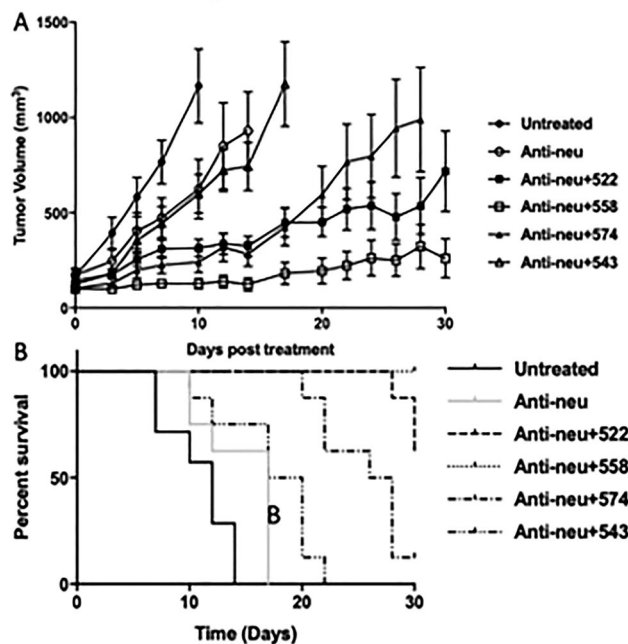 A
1500
1000
500
0
Tumor Volume (mm³)
0 10 20 30
Days post treatment
Untreated
Anti-neu
Anti-neu+522
Anti-neu+558
Anti-neu+574
Anti-neu+543
B
100
50
0
Percent survival
B
0 10 20 30
Time (Days)
Untreated
Anti-neu
Anti-neu+522
Anti-neu+558
Anti-neu+574
Anti-neu+543